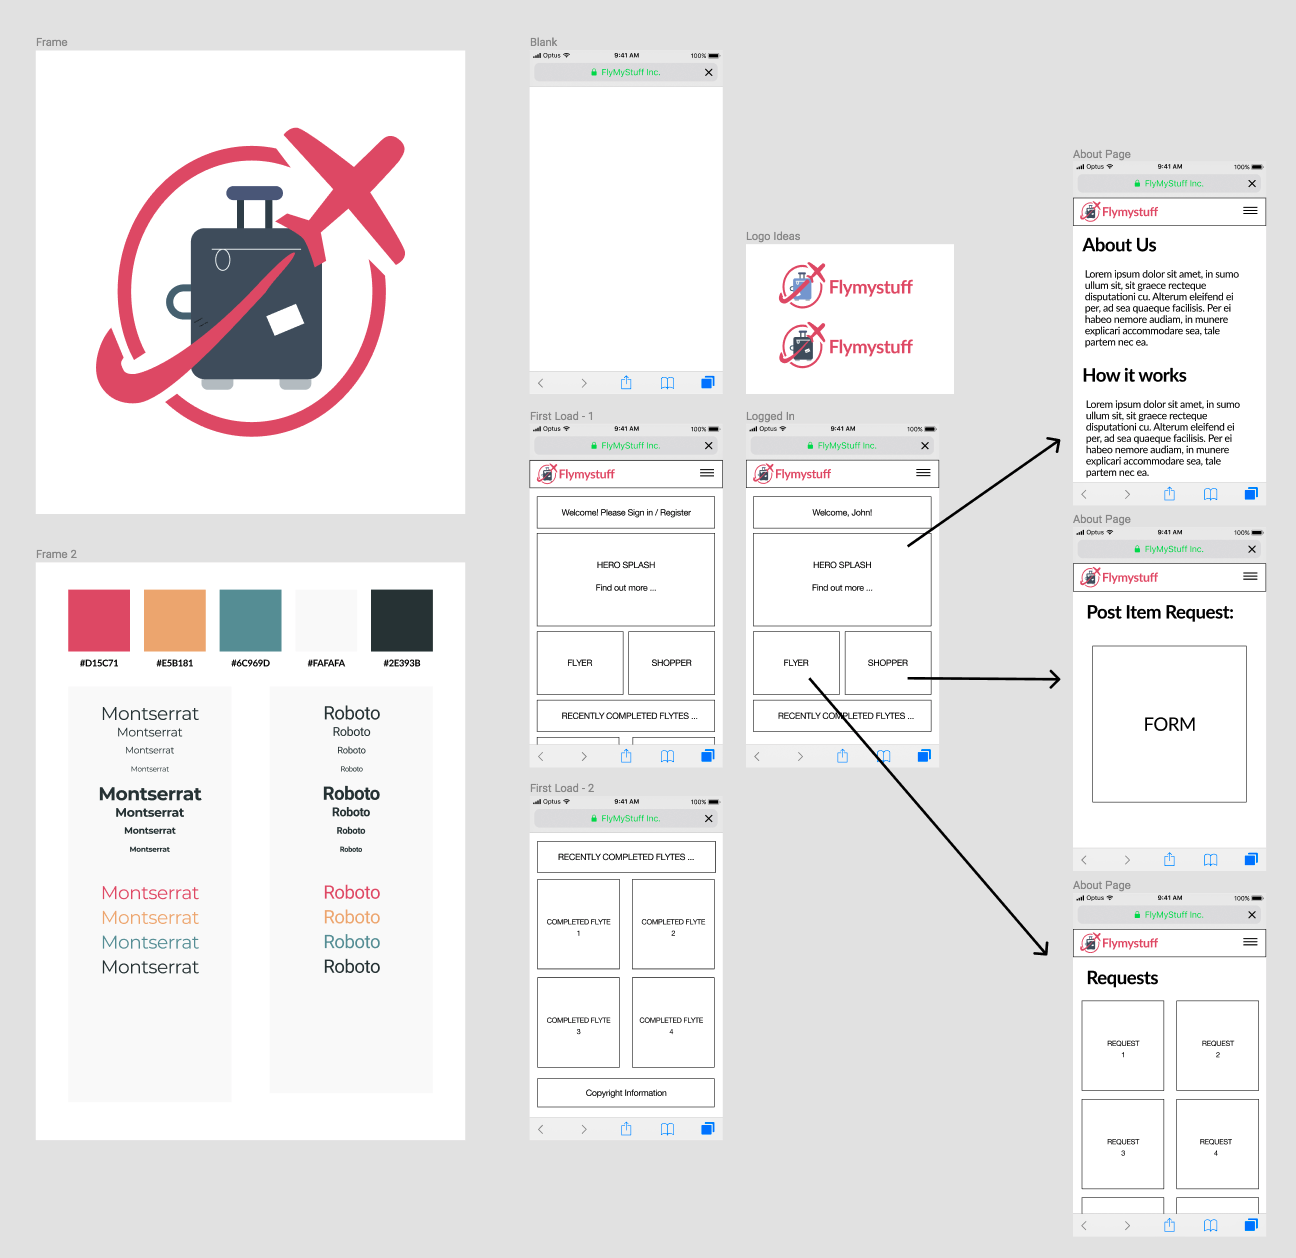 Frame
Frame 2
#D15C71
#E5B181
#6C969D
#FAFAFA
#2E393B
Montserrat
Montserrat
Montserrat
Montserrat
Montserrat
Montserrat
Montserrat
Montserrat
Montserrat
Montserrat
Montserrat
Montserrat
Roboto
Roboto
Roboto
Roboto
Roboto
Roboto
Roboto
Roboto
Roboto
Roboto
Roboto
Roboto
Blank
Optus 9:41 AM 100%
FlyMyStuff Inc.
First Load - 1
Optus 9:41 AM 100%
FlyMyStuff Inc.
Flymystuff
Welcome! Please Sign in / Register
HERO SPLASH
Find out more ...
FLYER
SHOPPER
RECENTLY COMPLETED FLYTES ...
First Load - 2
Optus 9:41 AM 100%
FlyMyStuff Inc.
RECENTLY COMPLETED FLYTES ...
COMPLETED FLYTE
1
COMPLETED FLYTE
2
COMPLETED FLYTE
3
COMPLETED FLYTE
4
Copyright Information
Logo Ideas
Flymystuff
Flymystuff
Logged In
Optus 9:41 AM 100%
FlyMyStuff Inc.
Flymystuff
Welcome, John!
HERO SPLASH
Find out more ...
FLYER
SHOPPER
RECENTLY COMPLETED FLYTES ...
About Page
Optus 9:41 AM 100%
FlyMyStuff Inc.
Flymystuff
About Us
Lorem ipsum dolor sit amet, in sumo
ullum sit, sit graece recteque
disputationi cu. Alterum eleifend ei
per, ad sea quaeque facilisis. Per ei
habeo nemore audiam, in munere
explicari accommodare sea, tale
partem nec ea.
How it works
Lorem ipsum dolor sit amet, in sumo
ullum sit, sit graece recteque
disputationi cu. Alterum eleifend ei
per, ad sea quaeque facilisis. Per ei
habeo nemore audiam, in munere
explicari accommodare sea, tale
partem nec ea.
About Page
Optus 9:41 AM 100%
FlyMyStuff Inc.
Flymystuff
Post Item Request:
FORM
About Page
Optus 9:41 AM 100%
FlyMyStuff Inc.
Flymystuff
Requests
REQUEST
1
REQUEST
2
REQUEST
3
REQUEST
4